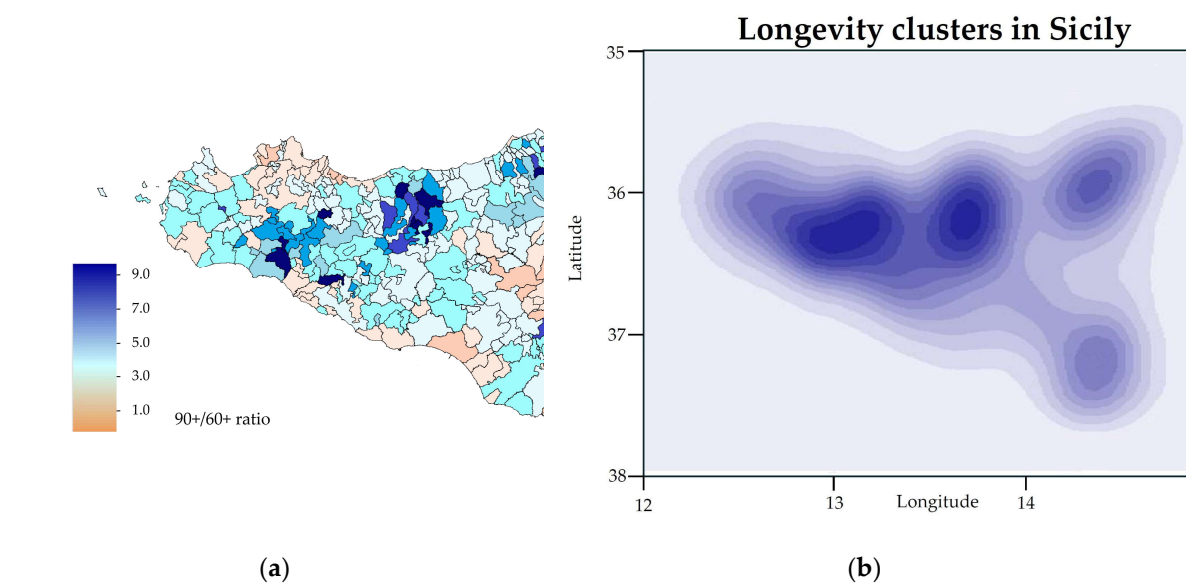 Longevity clusters in Sicily
35
36
37
38
Latitude
12
13
14
Longitude
9.0
7.0
5.0
3.0
1.0
90+/60+ ratio
(a)
(b)